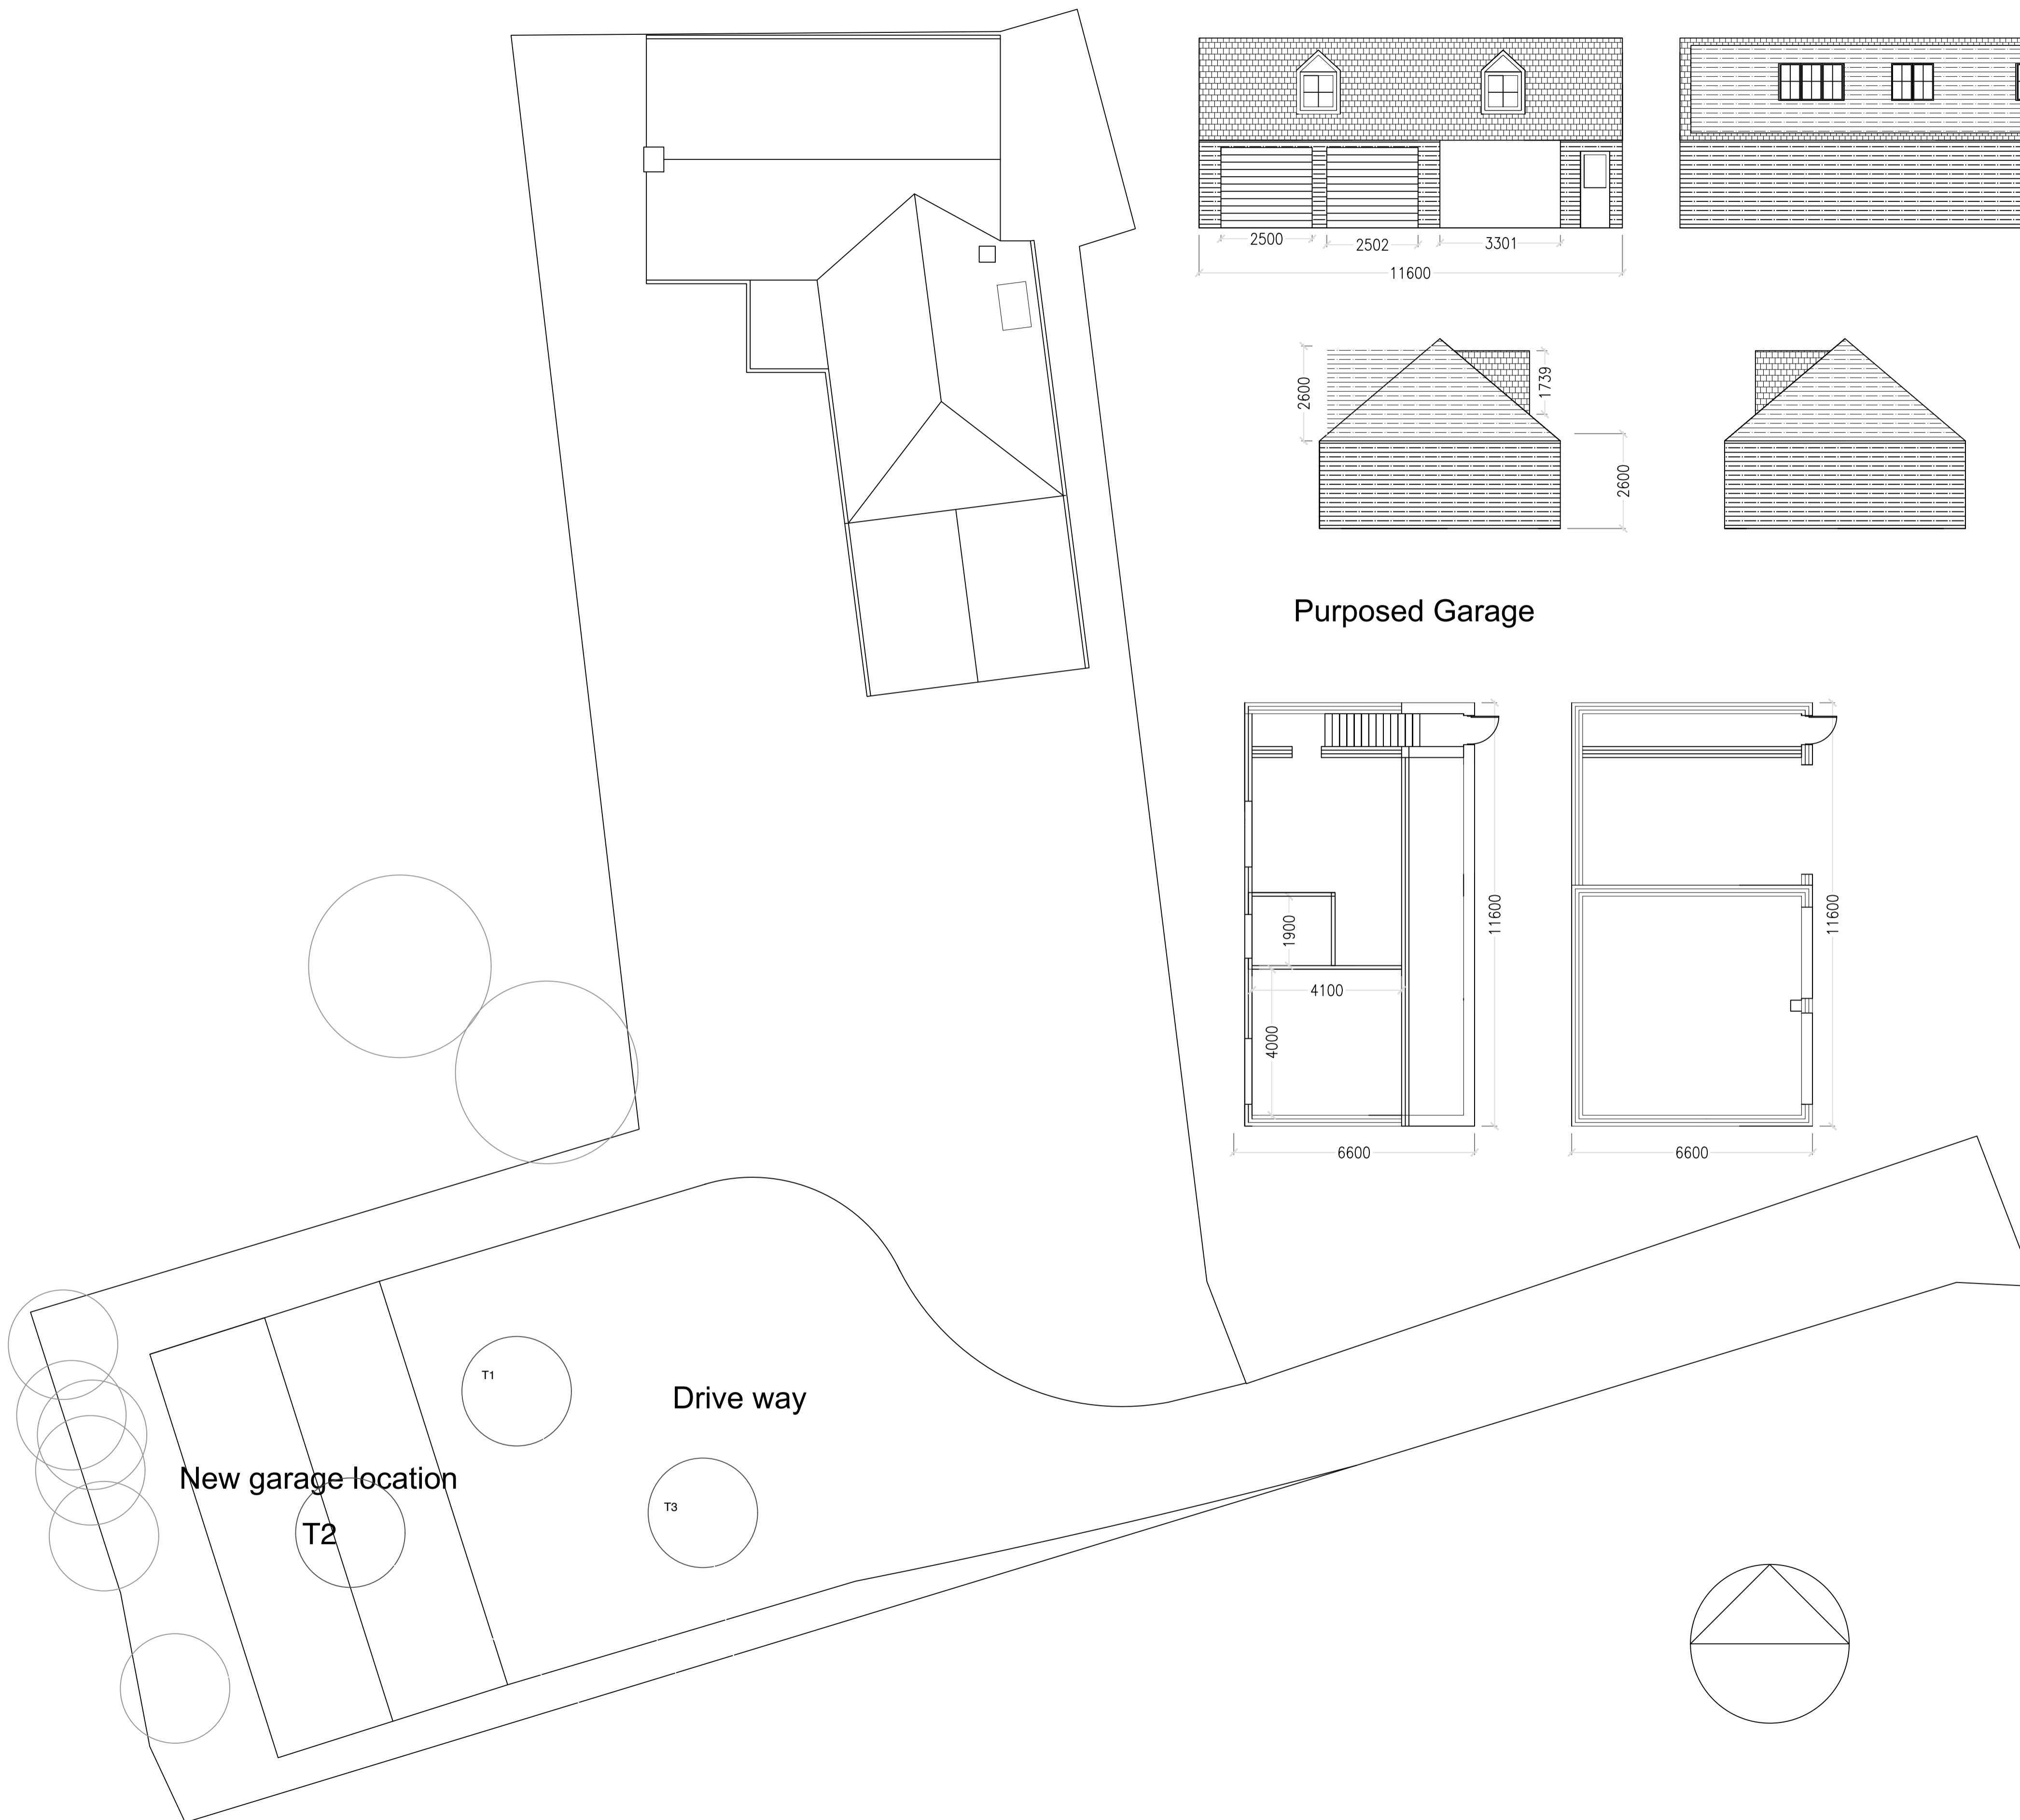 2500
2502
3301
11600
2600
1739
2600
Purposed Garage
1900
4100
4000
11600
11600
6600
6600
T1
Drive way
New garage location
T2
T3